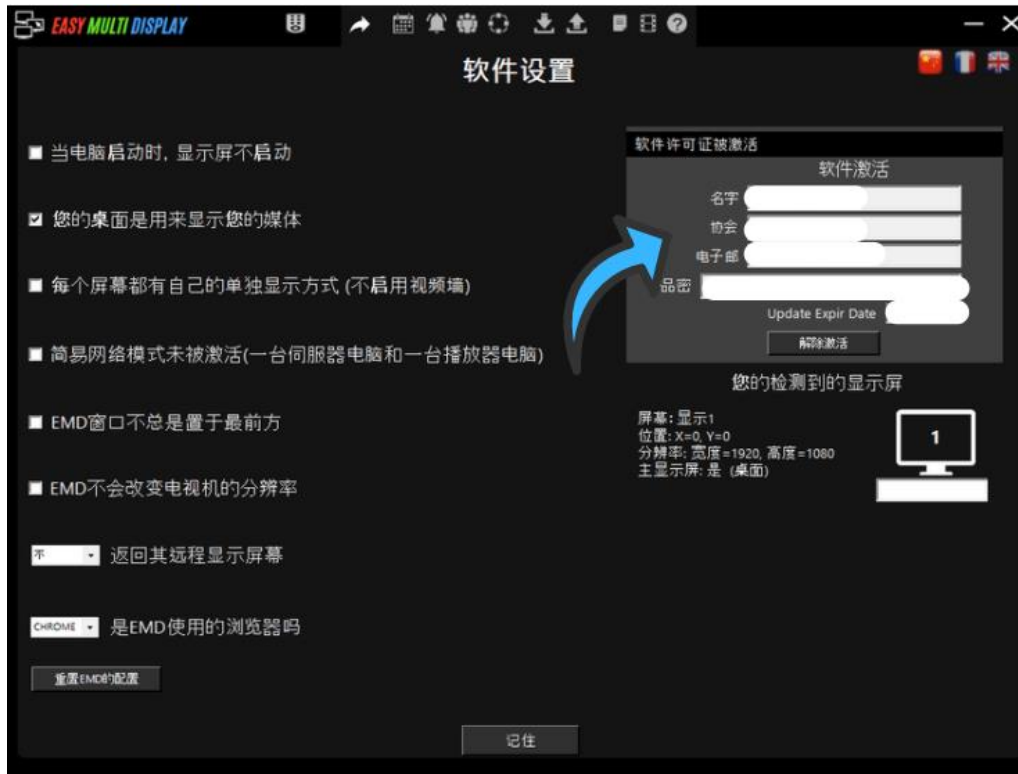 EASY MULTI DISPLAY
软件设置
当电脑启动时, 显示屏不启动
您的桌面是用来显示您的媒体
每个屏幕都有自己的单独显示方式 (不启用视频墙)
简易网络模式未被激活(一台伺服器电脑和一台播放器电脑)
EMD窗口不总是置于最前方
EMD不会改变电视机的分辨率
不 返回其远程显示屏幕
CHROME 是EMD使用的浏览器吗
重置EMD的配置
软件许可证被激活
软件激活
名字
协会
电子邮
品密
Update Expir Date
解除激活
您的检测到的显示屏
屏幕: 显示1
位置: X=0, Y=0
分辨率: 宽度=1920, 高度=1080
主显示屏: 是 (桌面)
1
记住